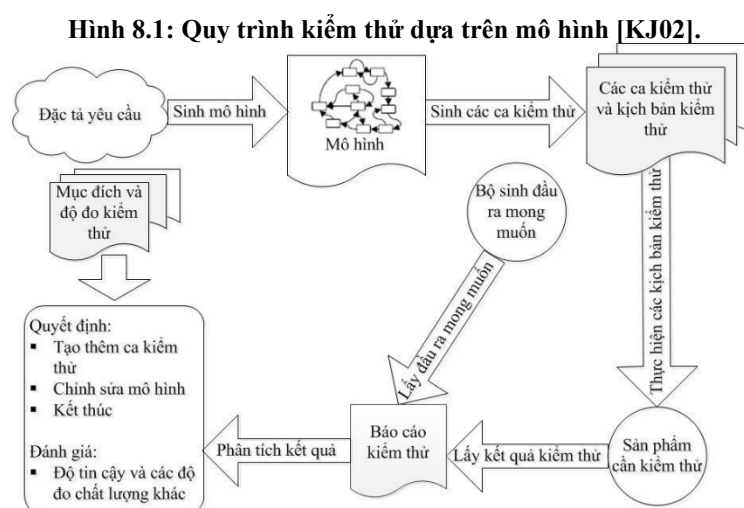 Hình 8.1: Quy trình kiểm thử dựa trên mô hình [KJ02].
Đặc tả yêu cầu
Sinh mô hình
Mô hình
Sinh các ca kiểm thử
Các ca kiểm thử
và kịch bản kiểm
thử
Mục đích và
độ đo kiểm
thử
Bộ sinh đầu
ra mong
muốn
Thực hiện các kịch bản kiểm thử
Lấy đầu ra mong muốn
Quyết định:
▪ Tạo thêm ca kiểm
thử
▪ Chỉnh sửa mô hình
▪ Kết thúc
Đánh giá:
▪ Độ tin cậy và các độ
đo chất lượng khác
Phân tích kết quả
Báo cáo
kiểm thử
Lấy kết quả kiểm thử
Sản phẩm
cần kiểm thử